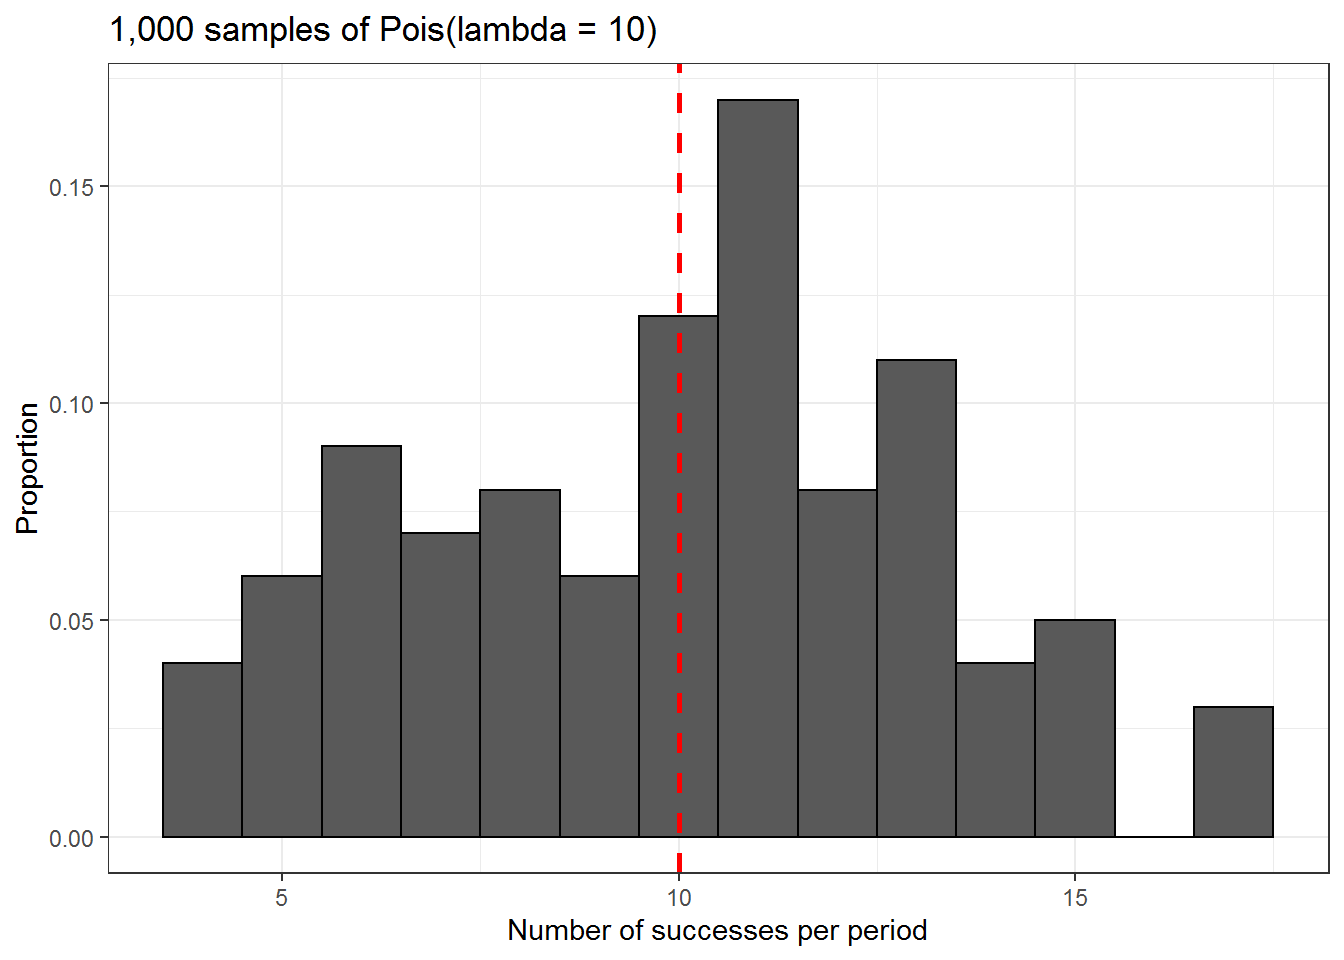 1,000 samples of Pois(lambda = 10)
Proportion
0.15
0.10
0.05
0.00
5
10
15
Number of successes per period